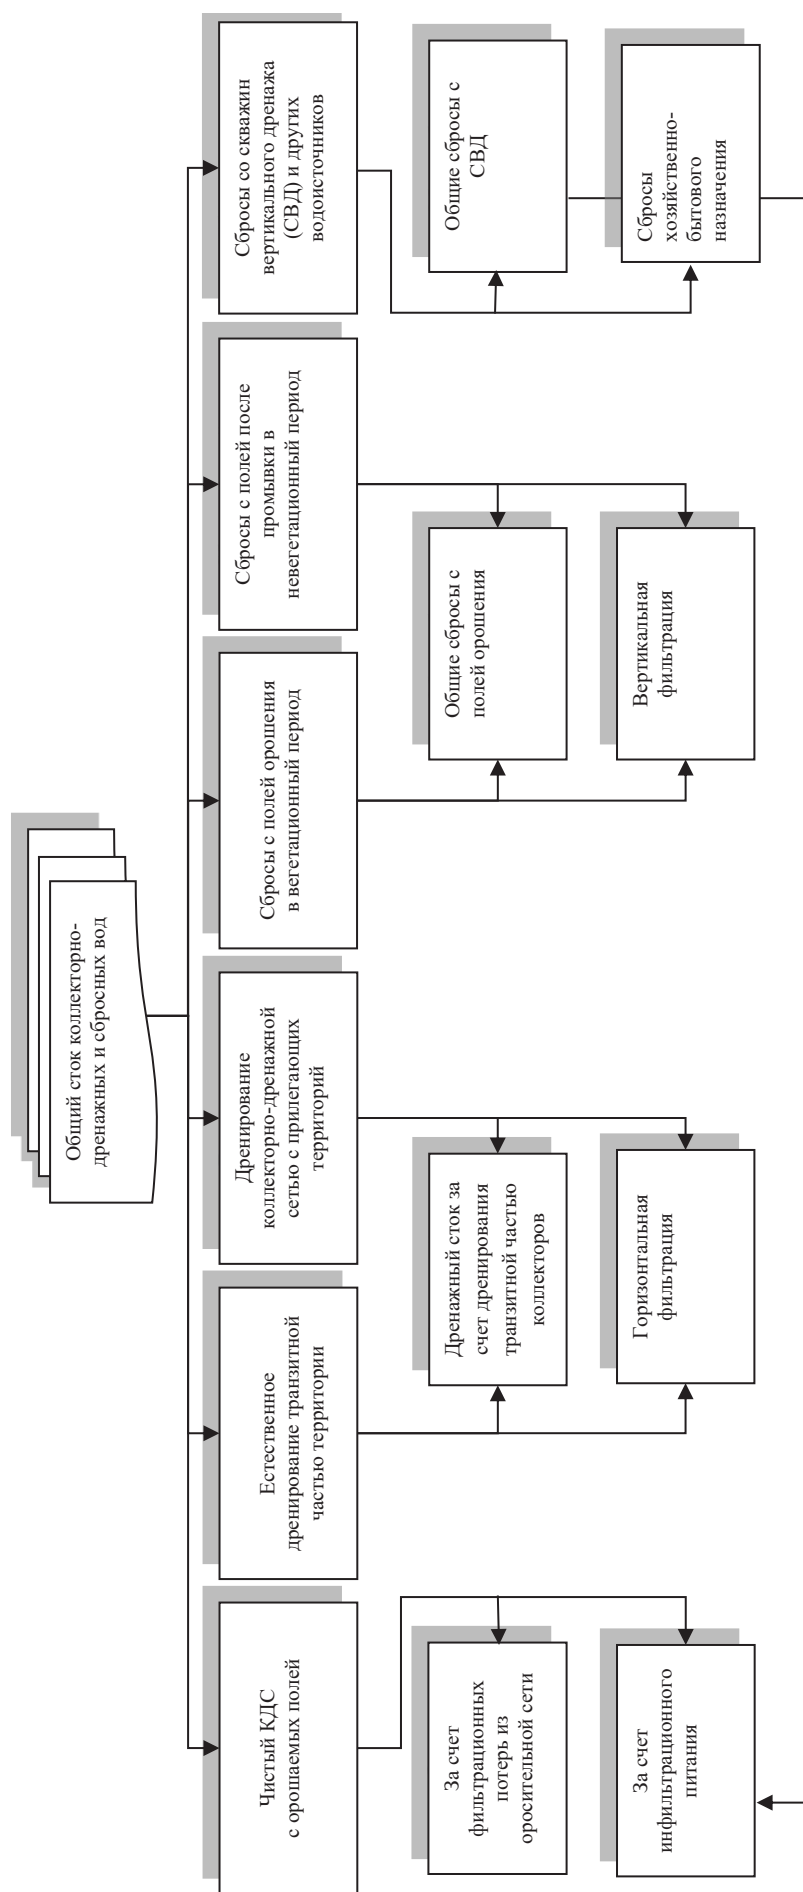 Общий сток коллекторно-
дренажных и сбросных вод
Чистый КДС
с орошаемых полей
Естественное
дренирование транзитной
частью территории
Дренирование
коллекторно-дренажной
сетью с прилегающих
территорий
Сбросы с полей орошения
в вегетационный период
Сбросы с полей после
промывки в
невегетационный период
Сбросы со скважин
вертикального дренажа
(СВД) и других
водоисточников
За счет
фильтрационных
потерь из
оросительной сети
Дренажный сток за
счет дренирования
транзитной частью
коллекторов
Общие сбросы с
полей орошения
Общие сбросы с
СВД
За счет
инфильтрационного
питания
Горизонтальная
фильтрация
Вертикальная
фильтрация
Сбросы
хозяйственно-
бытового
назначения